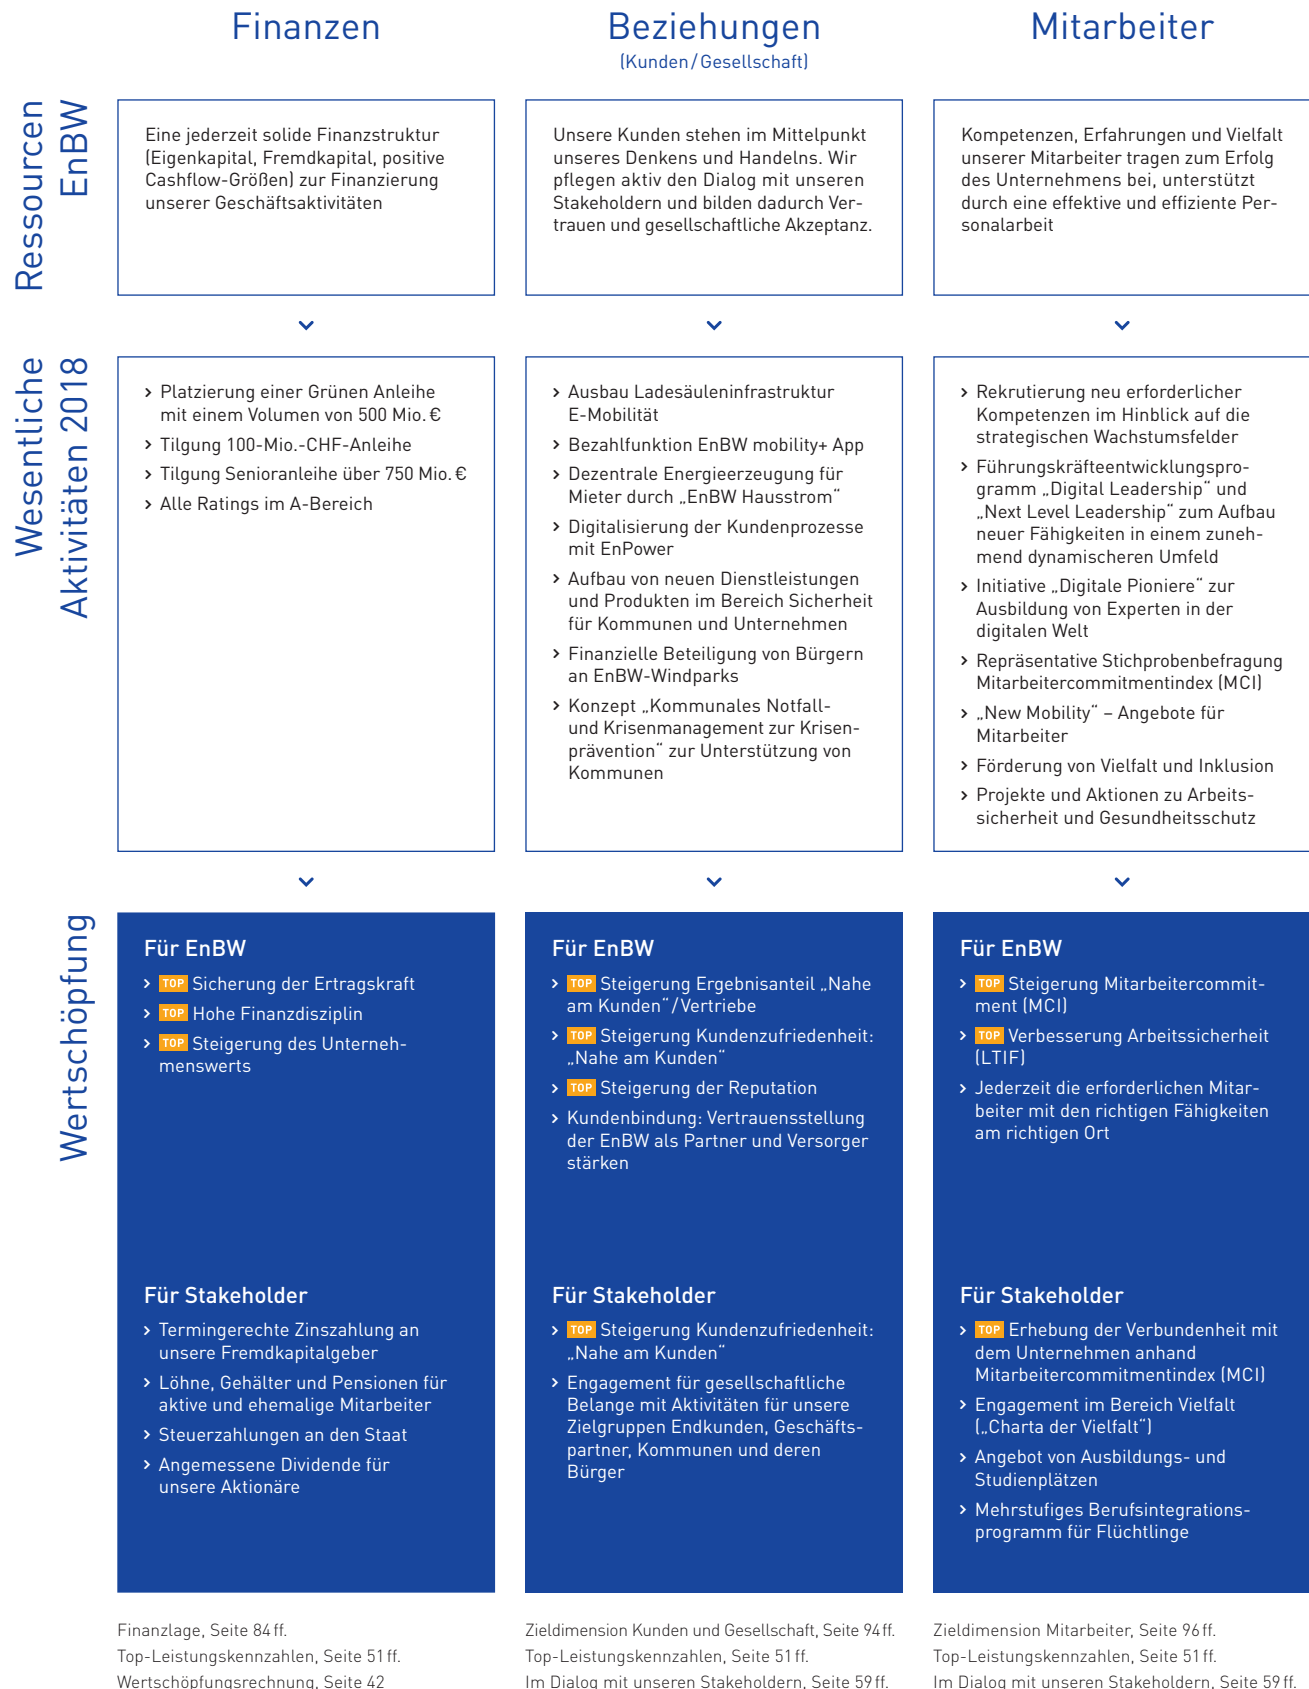 Finanzen
Beziehungen
(Kunden/Gesellschaft)
Mitarbeiter
Ressourcen
EnBW
Eine jederzeit solide Finanzstruktur
(Eigenkapital, Fremdkapital, positive
Cashflow-Größen) zur Finanzierung
unserer Geschäftsaktivitäten
Unsere Kunden stehen im Mittelpunkt
unseres Denkens und Handelns. Wir
pflegen aktiv den Dialog mit unseren
Stakeholdern und bilden dadurch Ver-
trauen und gesellschaftliche Akzeptanz.
Kompetenzen, Erfahrungen und Vielfalt
unserer Mitarbeiter tragen zum Erfolg
des Unternehmens bei, unterstützt
durch eine effektive und effiziente Per-
sonalarbeit
Wesentliche
Aktivitäten 2018
› Platzierung einer Grünen Anleihe
mit einem Volumen von 500 Mio. €
› Tilgung 100-Mio.-CHF-Anleihe
› Tilgung Senioranleihe über 750 Mio. €
› Alle Ratings im A-Bereich
› Ausbau Ladesäuleninfrastruktur
E-Mobilität
› Bezahlfunktion EnBW mobility+ App
› Dezentrale Energieerzeugung für
Mieter durch „EnBW Hausstrom“
› Digitalisierung der Kundenprozesse
mit EnPower
› Aufbau von neuen Dienstleistungen
und Produkten im Bereich Sicherheit
für Kommunen und Unternehmen
› Finanzielle Beteiligung von Bürgern
an EnBW-Windparks
› Konzept „Kommunales Notfall-
und Krisenmanagement zur Krisen-
prävention“ zur Unterstützung von
Kommunen
› Rekrutierung neu erforderlicher
Kompetenzen im Hinblick auf die
strategischen Wachstumsfelder
› Führungskräfteentwicklungspro-
gramm „Digital Leadership“ und
„Next Level Leadership“ zum Aufbau
neuer Fähigkeiten in einem zuneh-
mend dynamischeren Umfeld
› Initiative „Digitale Pioniere“ zur
Ausbildung von Experten in der
digitalen Welt
› Repräsentative Stichprobenbefragung
Mitarbeitercommitmentindex (MCI)
› „New Mobility“ – Angebote für
Mitarbeiter
› Förderung von Vielfalt und Inklusion
› Projekte und Aktionen zu Arbeits-
sicherheit und Gesundheitsschutz
Wertschöpfung
Für EnBW
› TOP Sicherung der Ertragskraft
› TOP Hohe Finanzdisziplin
› TOP Steigerung des Unterneh-
menswerts
Für Stakeholder
› Termingerechte Zinszahlung an
unsere Fremdkapitalgeber
› Löhne, Gehälter und Pensionen für
aktive und ehemalige Mitarbeiter
› Steuerzahlungen an den Staat
› Angemessene Dividende für
unsere Aktionäre
Für EnBW
› TOP Steigerung Ergebnisanteil „Nahe
am Kunden“/Vertriebe
› TOP Steigerung Kundenzufriedenheit:
„Nahe am Kunden“
› TOP Steigerung der Reputation
› Kundenbindung: Vertrauensstellung
der EnBW als Partner und Versorger
stärken
Für Stakeholder
› TOP Steigerung Kundenzufriedenheit:
„Nahe am Kunden“
› Engagement für gesellschaftliche
Belange mit Aktivitäten für unsere
Zielgruppen Endkunden, Geschäfts-
partner, Kommunen und deren
Bürger
Für EnBW
› TOP Steigerung Mitarbeitercommit-
ment (MCI)
› TOP Verbesserung Arbeitssicherheit
(LTIF)
› Jederzeit die erforderlichen Mitar-
beiter mit den richtigen Fähigkeiten
am richtigen Ort
Für Stakeholder
› TOP Erhebung der Verbundenheit mit
dem Unternehmen anhand
Mitarbeitercommitmentindex (MCI)
› Engagement im Bereich Vielfalt
(„Charta der Vielfalt“)
› Angebot von Ausbildungs- und
Studienplätzen
› Mehrstufiges Berufsintegrations-
programm für Flüchtlinge
Finanzlage, Seite 84 ff.
Top-Leistungskennzahlen, Seite 51 ff.
Wertschöpfungsrechnung, Seite 42
Zieldimension Kunden und Gesellschaft, Seite 94 ff.
Top-Leistungskennzahlen, Seite 51 ff.
Im Dialog mit unseren Stakeholdern, Seite 59 ff.
Zieldimension Mitarbeiter, Seite 96 ff.
Top-Leistungskennzahlen, Seite 51 ff.
Im Dialog mit unseren Stakeholdern, Seite 59 ff.